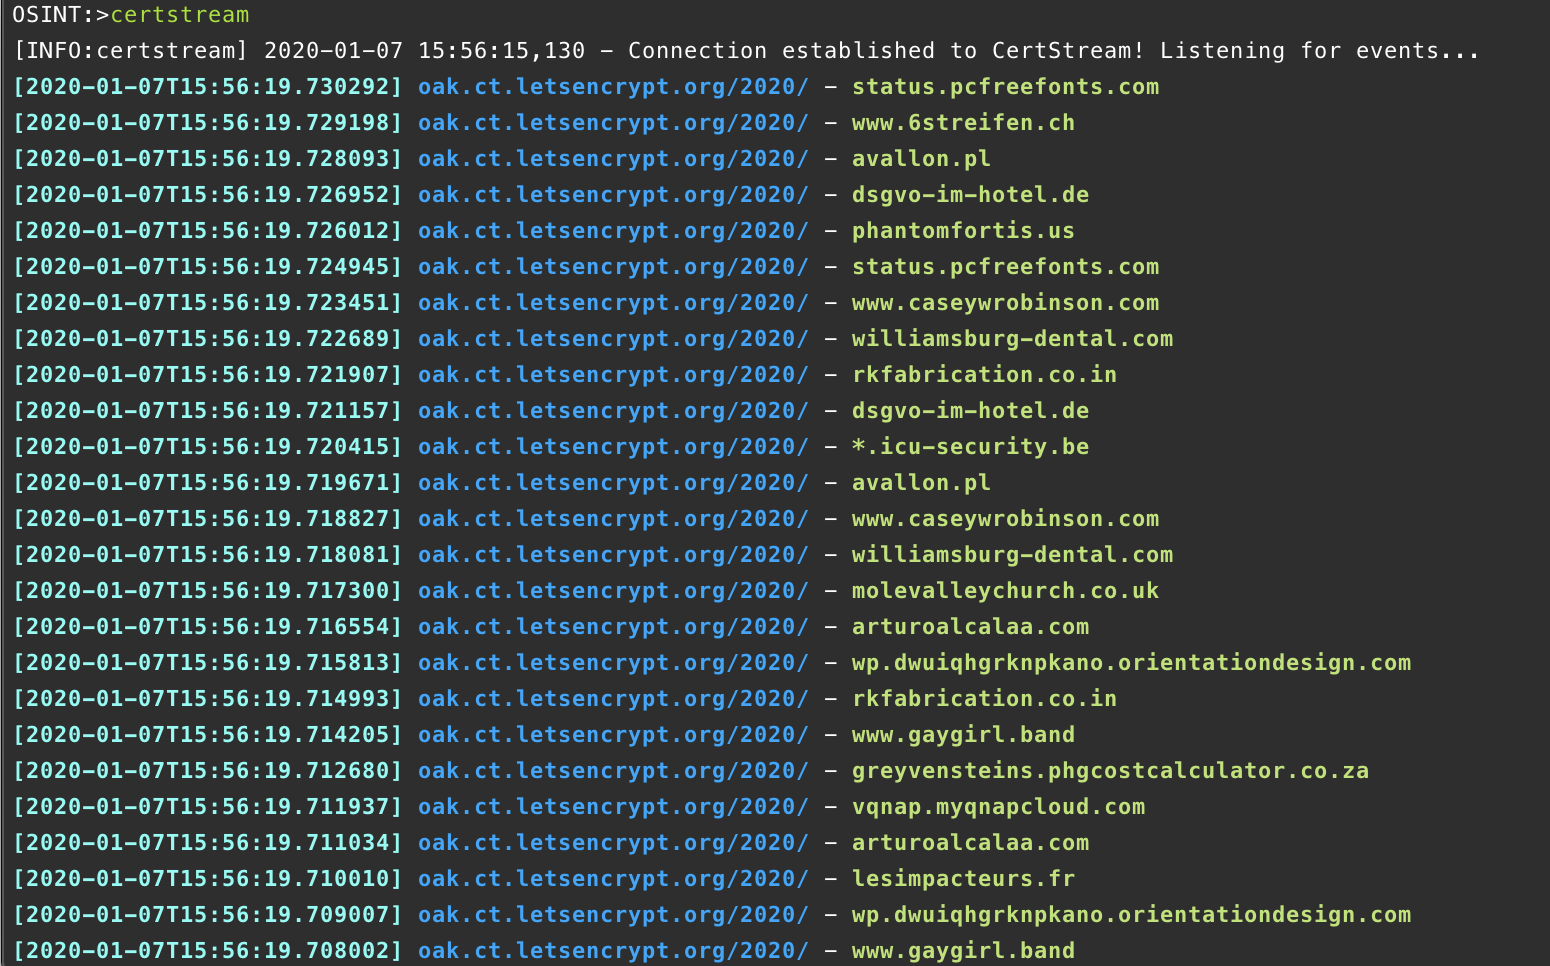 OSINT:>certstream
[INFO:certstream] 2020-01-07 15:56:15,130 - Connection established to CertStream! Listening for events...
[2020-01-07T15:56:19.730292] oak.ct.letsencrypt.org/2020/ - status.pcfreefonts.com
[2020-01-07T15:56:19.729198] oak.ct.letsencrypt.org/2020/ - www.6streifen.ch
[2020-01-07T15:56:19.728093] oak.ct.letsencrypt.org/2020/ - avallon.pl
[2020-01-07T15:56:19.726952] oak.ct.letsencrypt.org/2020/ - dsgvo-im-hotel.de
[2020-01-07T15:56:19.726012] oak.ct.letsencrypt.org/2020/ - phantomfortis.us
[2020-01-07T15:56:19.724945] oak.ct.letsencrypt.org/2020/ - status.pcfreefonts.com
[2020-01-07T15:56:19.723451] oak.ct.letsencrypt.org/2020/ - www.caseywrobinson.com
[2020-01-07T15:56:19.722689] oak.ct.letsencrypt.org/2020/ - williamsburg-dental.com
[2020-01-07T15:56:19.721907] oak.ct.letsencrypt.org/2020/ - rkfabrication.co.in
[2020-01-07T15:56:19.721157] oak.ct.letsencrypt.org/2020/ - dsgvo-im-hotel.de
[2020-01-07T15:56:19.720415] oak.ct.letsencrypt.org/2020/ - *.icu-security.be
[2020-01-07T15:56:19.719671] oak.ct.letsencrypt.org/2020/ - avallon.pl
[2020-01-07T15:56:19.718827] oak.ct.letsencrypt.org/2020/ - www.caseywrobinson.com
[2020-01-07T15:56:19.718081] oak.ct.letsencrypt.org/2020/ - williamsburg-dental.com
[2020-01-07T15:56:19.717300] oak.ct.letsencrypt.org/2020/ - molevalleychurch.co.uk
[2020-01-07T15:56:19.716554] oak.ct.letsencrypt.org/2020/ - arturoalcalaa.com
[2020-01-07T15:56:19.715813] oak.ct.letsencrypt.org/2020/ - wp.dwuiqhgrknpkano.orientationdesign.com
[2020-01-07T15:56:19.714993] oak.ct.letsencrypt.org/2020/ - rkfabrication.co.in
[2020-01-07T15:56:19.714205] oak.ct.letsencrypt.org/2020/ - www.gaygirl.band
[2020-01-07T15:56:19.712680] oak.ct.letsencrypt.org/2020/ - greyvensteins.phgcostcalculator.co.za
[2020-01-07T15:56:19.711937] oak.ct.letsencrypt.org/2020/ - vqnap.myqnapcloud.com
[2020-01-07T15:56:19.711034] oak.ct.letsencrypt.org/2020/ - arturoalcalaa.com
[2020-01-07T15:56:19.710010] oak.ct.letsencrypt.org/2020/ - lesimpacteurs.fr
[2020-01-07T15:56:19.709007] oak.ct.letsencrypt.org/2020/ - wp.dwuiqhgrknpkano.orientationdesign.com
[2020-01-07T15:56:19.708002] oak.ct.letsencrypt.org/2020/ - www.gaygirl.band